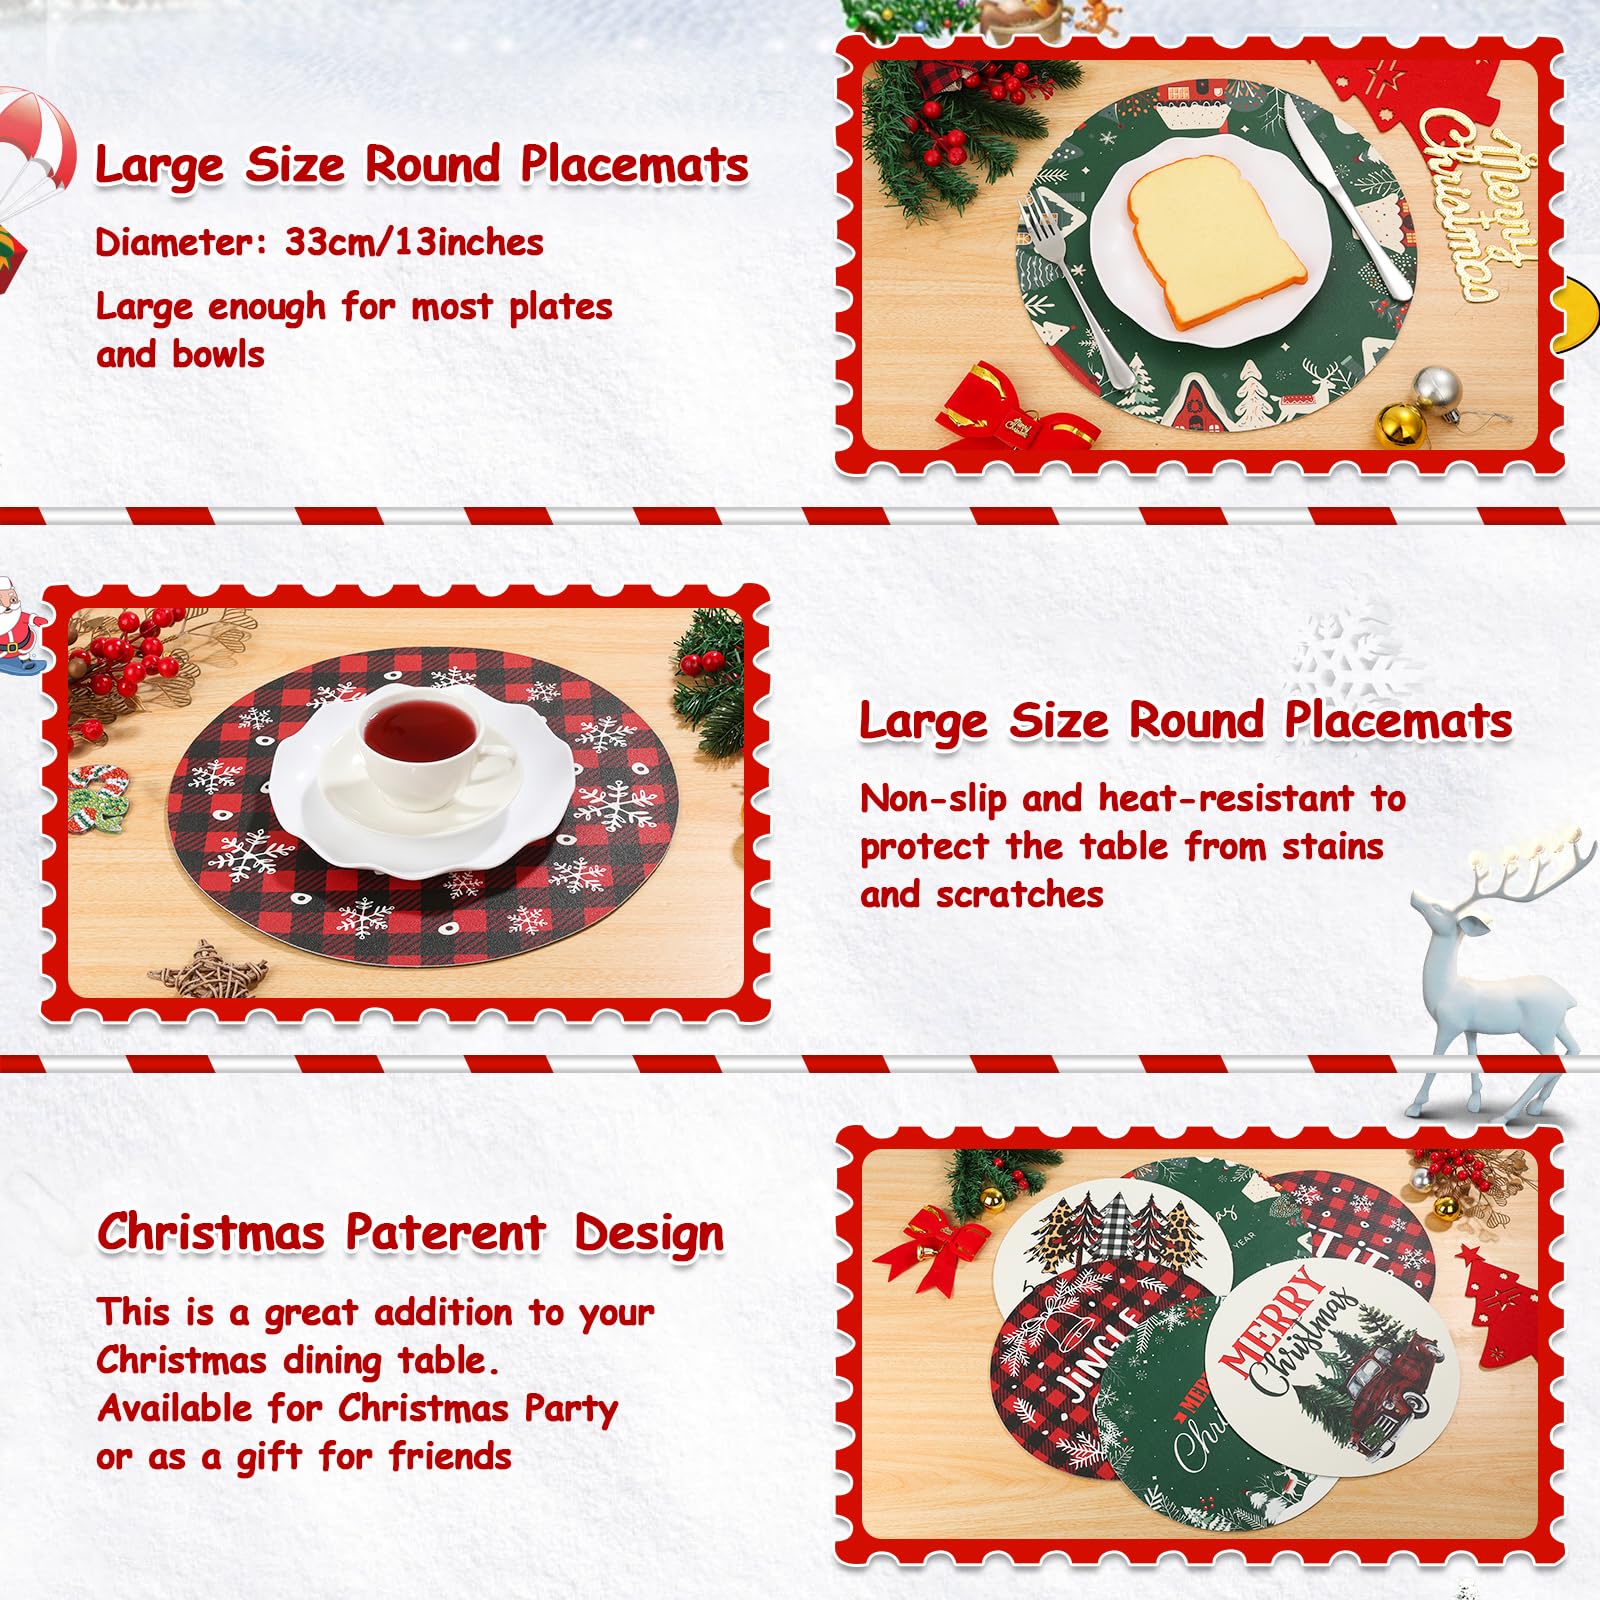 Large Size Round Placemats
Diameter: 33cm/13inches
Large enough for most plates
and bowls
Merry
Christmas
Large Size Round Placemats
Non-slip and heat-resistant to
protect the table from stains
and scratches
Christmas Paterent Design
This is a great addition to your
Christmas dining table.
Available for Christmas Party
or as a gift for friends
YEAR
JINGLE
MERRY
Christmas